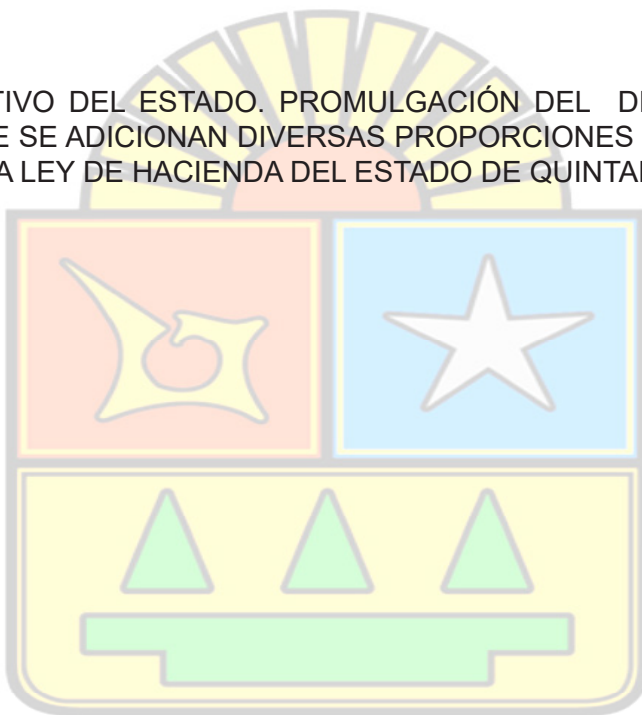 TIVO DEL ESTADO. PROMULGACIÓN DEL D
E SE ADICIONAN DIVERSAS PROPORCIONES
A LEY DE HACIENDA DEL ESTADO DE QUINTA